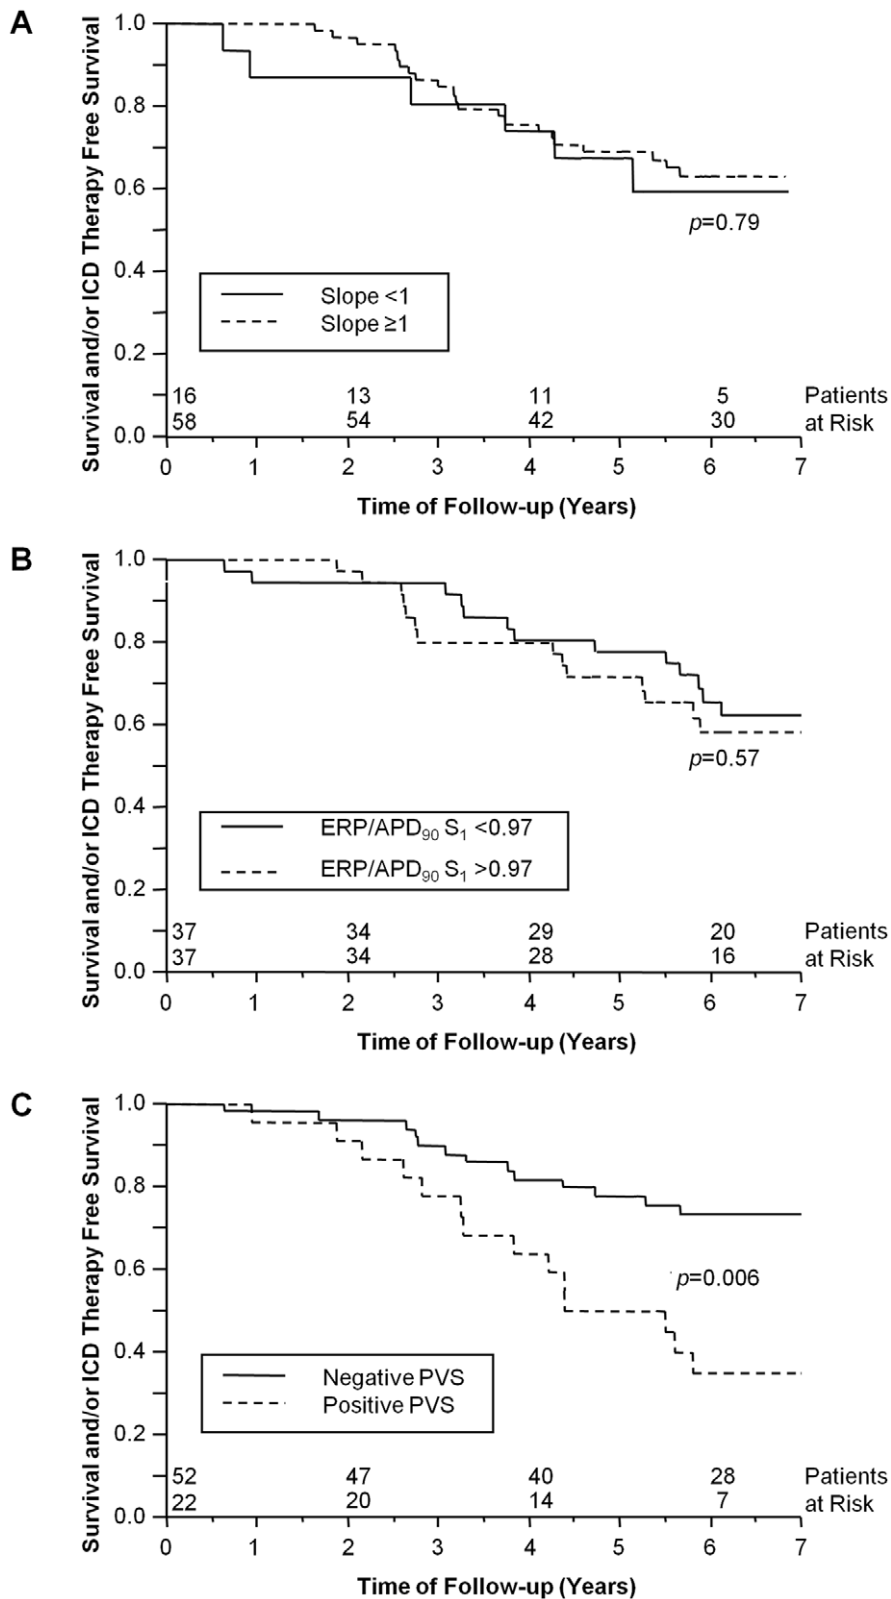 A
Survival and/or ICD Therapy Free Survival
1.0
0.8
0.6
0.4
0.2
0.0
p=0.79
Slope <1
Slope ≥1
16 13 11 5 Patients
58 54 42 30 at Risk
0 1 2 3 4 5 6 7
Time of Follow-up (Years)
B
Survival and/or ICD Therapy Free Survival
1.0
0.8
0.6
0.4
0.2
0.0
p=0.57
ERP/APD₉₀ S₁ <0.97
ERP/APD₉₀ S₁ >0.97
37 34 29 20 Patients
37 34 28 16 at Risk
0 1 2 3 4 5 6 7
Time of Follow-up (Years)
C
Survival and/or ICD Therapy Free Survival
1.0
0.8
0.6
0.4
0.2
0.0
p=0.006
Negative PVS
Positive PVS
52 47 40 28 Patients
22 20 14 7 at Risk
0 1 2 3 4 5 6 7
Time of Follow-up (Years)